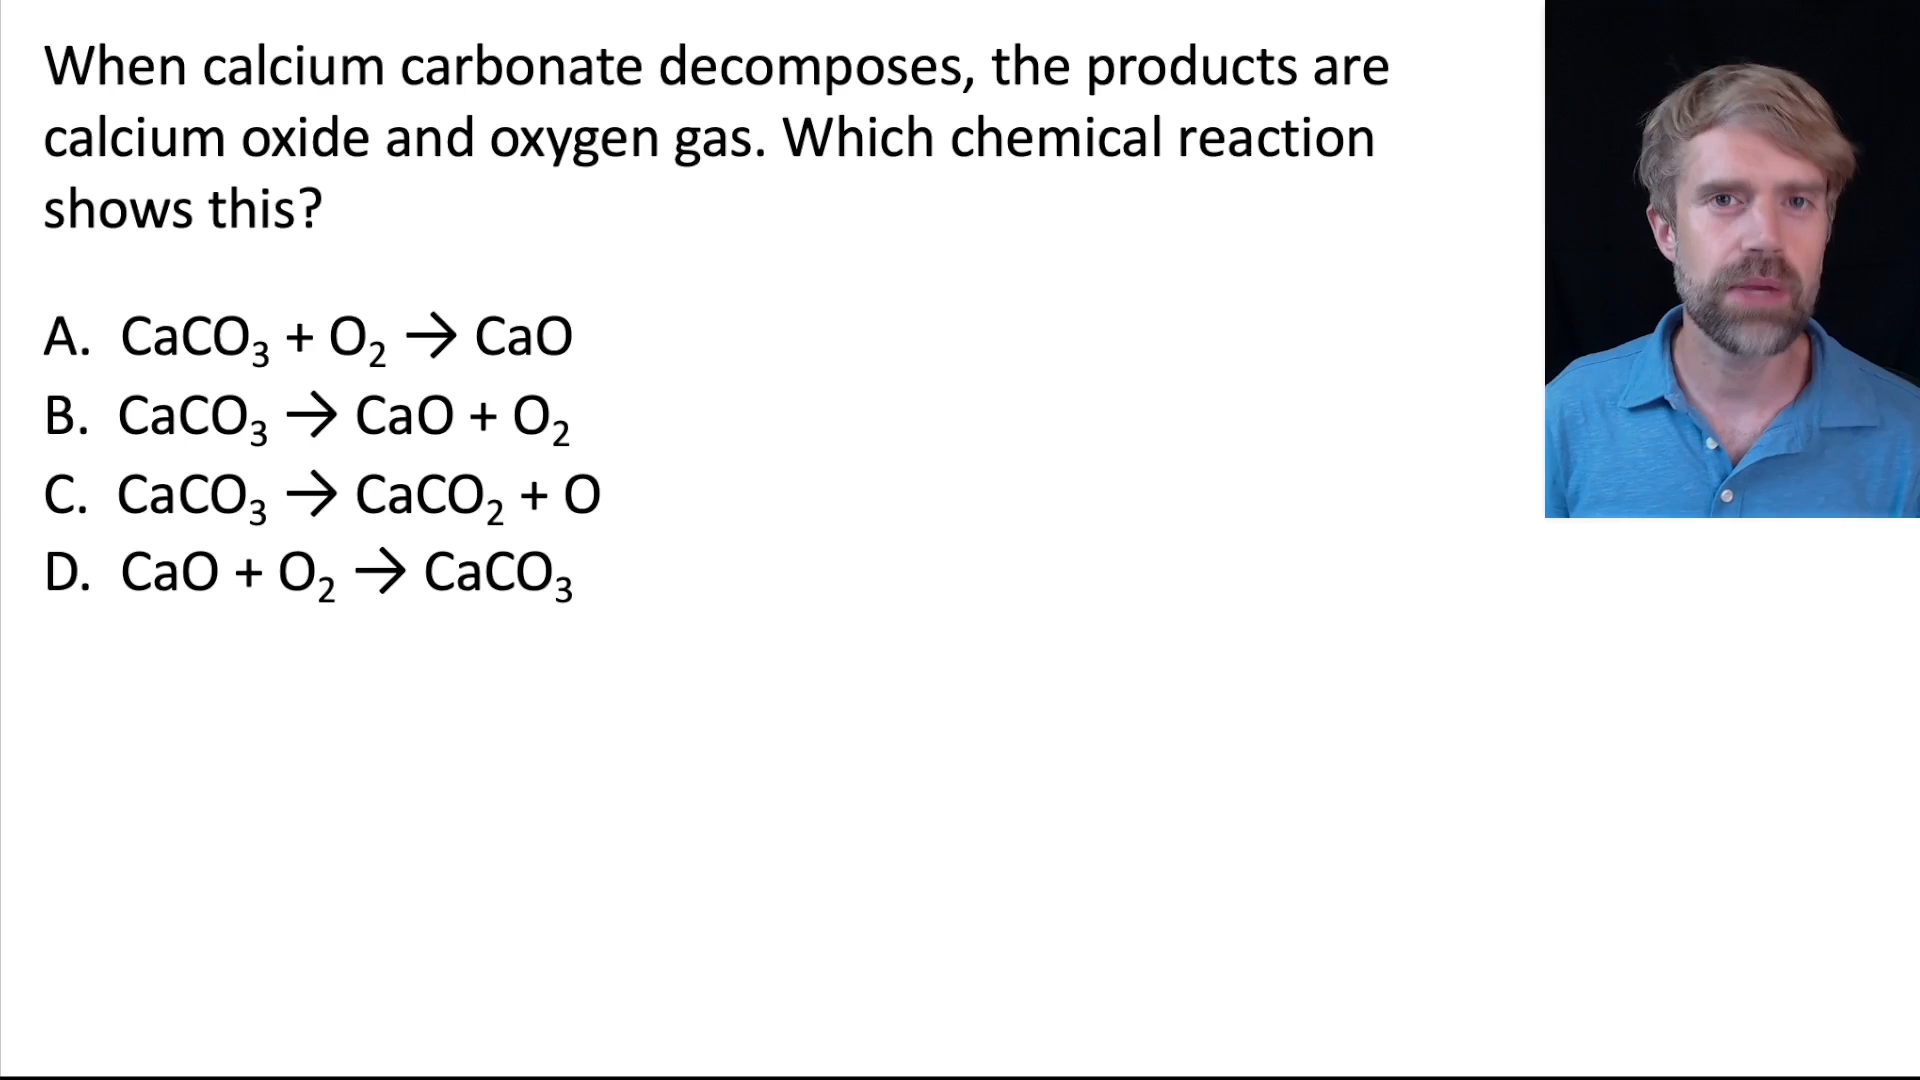 When calcium carbonate decomposes, the products are
calcium oxide and oxygen gas. Which chemical reaction
shows this?
A. CaCO₃ + O₂ → CaO
B. CaCO₃ → CaO + O₂
C. CaCO₃ → CaCO₂ + O
D. CaO + O₂ → CaCO₃